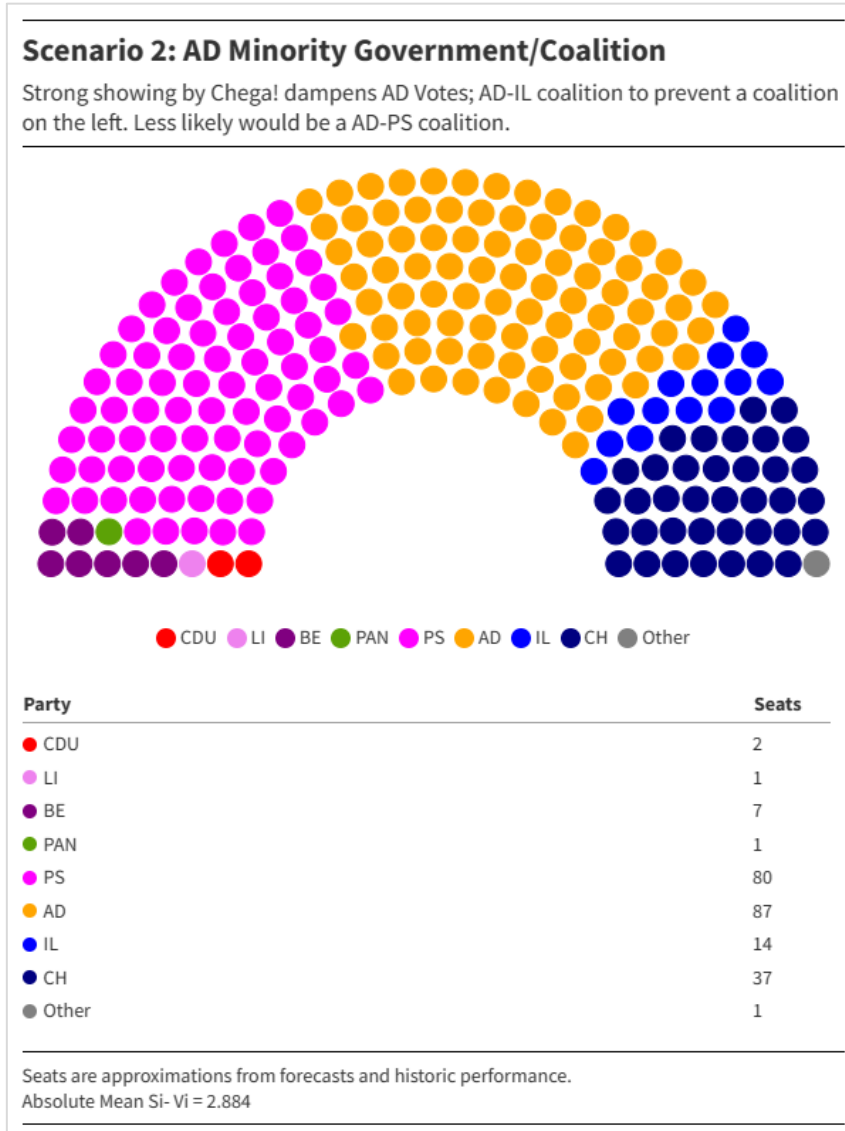 Scenario 2: AD Minority Government/Coalition
Strong showing by Chega! dampens AD Votes; AD-IL coalition to prevent a coalition
on the left. Less likely would be a AD-PS coalition.
CDU LI BE PAN PS AD IL CH Other
Party Seats
CDU 2
LI 1
BE 7
PAN 1
PS 80
AD 87
IL 14
CH 37
Other 1
Seats are approximations from forecasts and historic performance.
Absolute Mean Si- Vi = 2.884